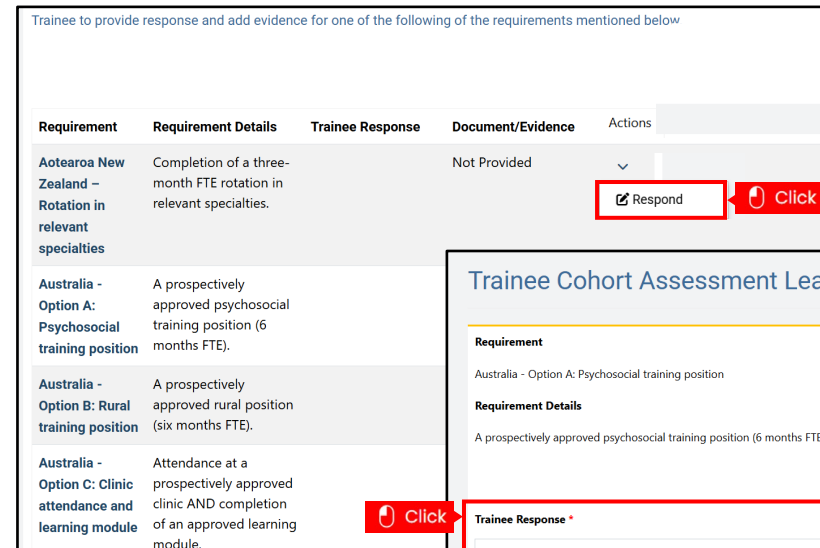 Trainee to provide response and add evidence for one of the following of the requirements mentioned below
Requirement Requirement Details Trainee Response Document/Evidence Actions
Aotearoa New
Zealand –
Rotation in
relevant
specialties
Completion of a three-
month FTE rotation in
relevant specialties.
Not Provided
Respond
Click
Australia -
Option A:
Psychosocial
training position
A prospectively
approved psychosocial
training position (6
months FTE).
Australia -
Option B: Rural
training position
A prospectively
approved rural position
(six months FTE).
Australia -
Option C: Clinic
attendance and
learning module
Attendance at a
prospectively approved
clinic AND completion
of an approved learning
module.
Trainee Cohort Assessment Lea
Requirement
Australia - Option A: Psychosocial training position
Requirement Details
A prospectively approved psychosocial training position (6 months FTE
Click
Trainee Response *